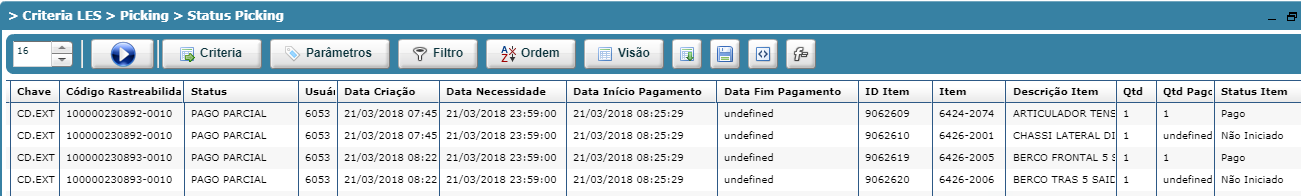 > Criteria LES > Picking > Status Picking
16 Criteria Parâmetros Filtro Ordem Visão
Chave Código Rastreabilida Status Usuár Data Criação Data Necessidade Data Início Pagamento Data Fim Pagamento ID Item Item Descrição Item Qtd Qtd Pago Status Item
CD.EXT 100000230892-0010 PAGO PARCIAL 6053 21/03/2018 07:45 21/03/2018 23:59:00 21/03/2018 08:25:29 undefined 9062609 6424-2074 ARTICULADOR TENS 1 1 Pago
CD.EXT 100000230892-0010 PAGO PARCIAL 6053 21/03/2018 07:45 21/03/2018 23:59:00 21/03/2018 08:25:29 undefined 9062610 6426-2001 CHASSI LATERAL DI 1 undefined Não Iniciado
CD.EXT 100000230893-0010 PAGO PARCIAL 6053 21/03/2018 08:22 21/03/2018 23:59:00 21/03/2018 08:25:29 undefined 9062619 6426-2005 BERCO FRONTAL 5 S 1 1 Pago
CD.EXT 100000230893-0010 PAGO PARCIAL 6053 21/03/2018 08:22 21/03/2018 23:59:00 21/03/2018 08:25:29 undefined 9062620 6426-2006 BERCO TRAS 5 SAID 1 undefined Não Iniciado